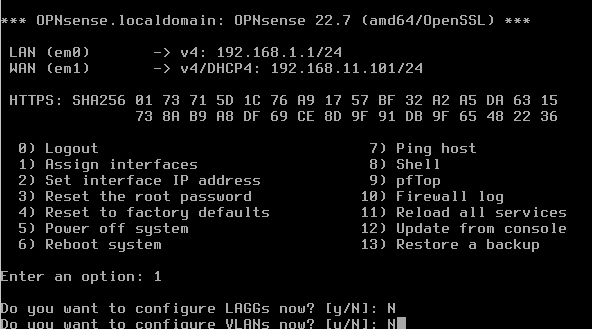 *** OPNsense.localdomain: OPNsense 22.7 (amd64/OpenSSL) ***
LAN (em0) -> v4: 192.168.1.1/24
WAN (em1) -> v4/DHCP4: 192.168.11.101/24
HTTPS: SHA256 01 73 71 5D 1C 76 A9 17 57 BF 32 A2 A5 DA 63 15
73 8A B9 A8 DF 69 CE 8D 9F 91 DB 9F 65 48 22 36
0) Logout 7) Ping host
1) Assign interfaces 8) Shell
2) Set interface IP address 9) pfTop
3) Reset the root password 10) Firewall log
4) Reset to factory defaults 11) Reload all services
5) Power off system 12) Update from console
6) Reboot system 13) Restore a backup
Enter an option: 1
Do you want to configure LAGGs now? [y/N]: N
Do you want to configure VLANs now? [y/N]: N